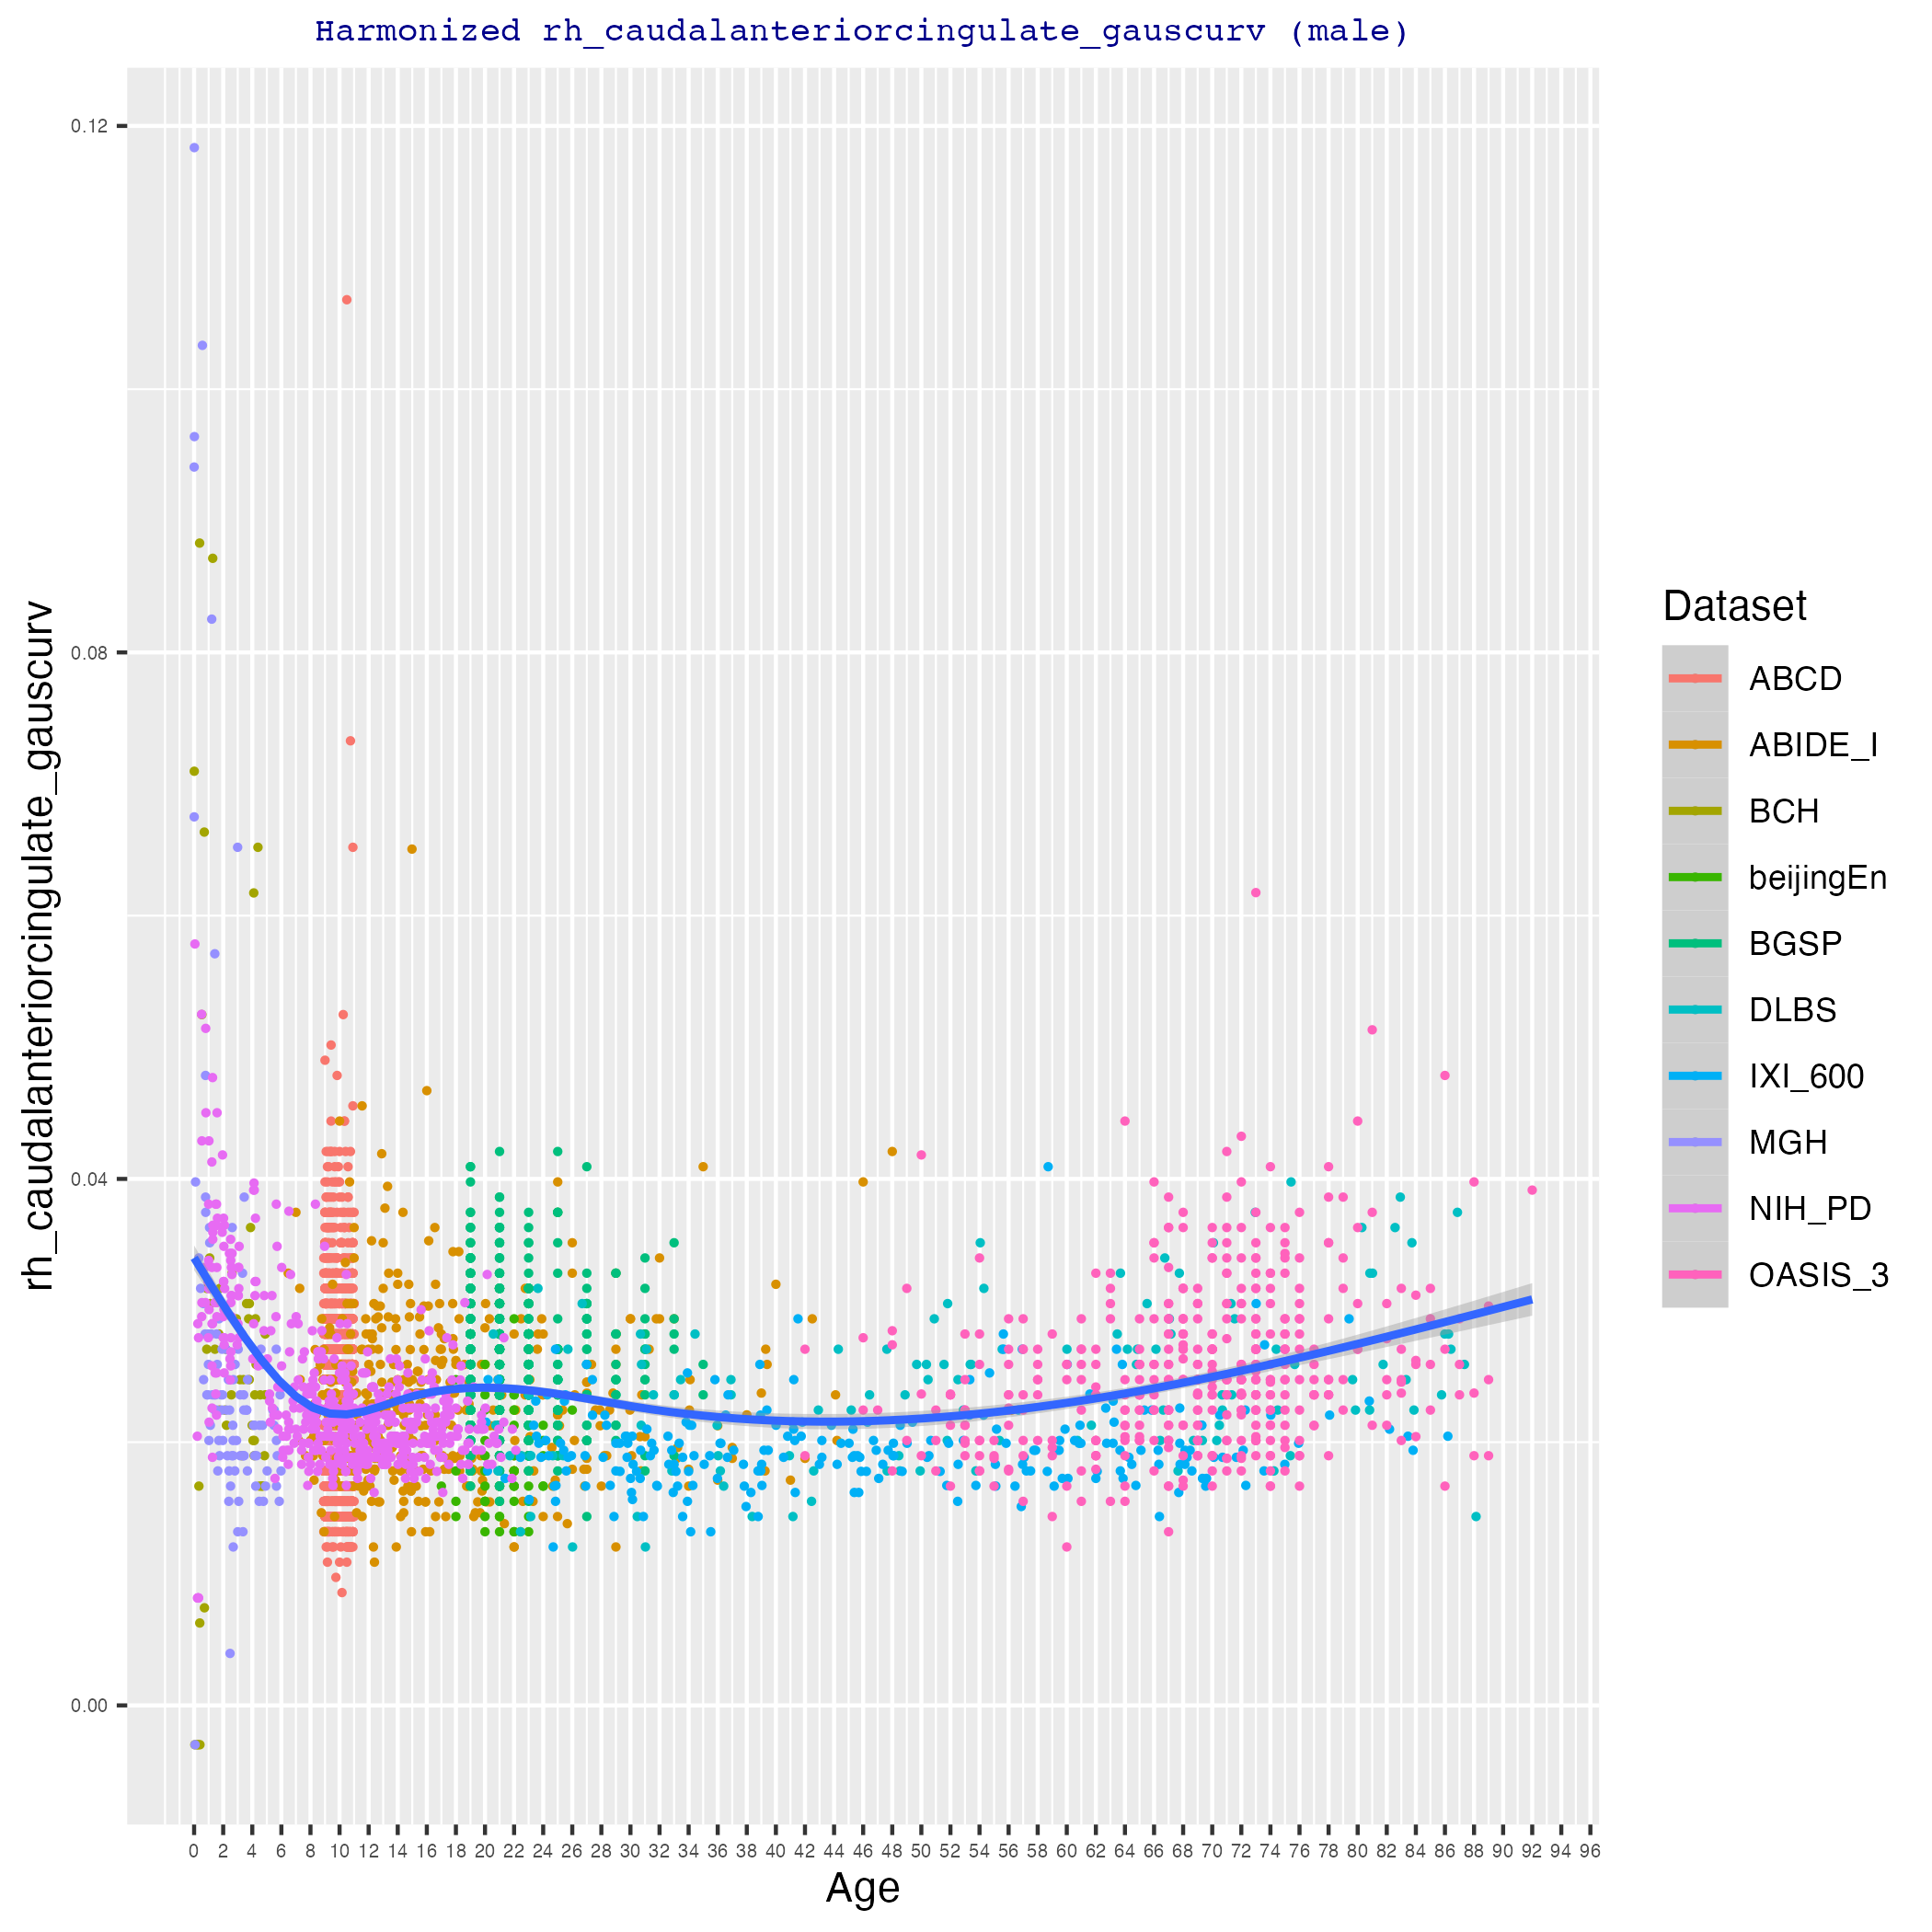 Harmonized rh_caudalanteriorcingulate_gauscurv (male)
rh_caudalanteriorcingulate_gauscurv
0.12
0.08
0.04
0.00
0 2 4 6 8 10 12 14 16 18 20 22 24 26 28 30 32 34 36 38 40 42 44 46 48 50 52 54 56 58 60 62 64 66 68 70 72 74 76 78 80 82 84 86 88 90 92 94 96
Age
Dataset
ABCD
ABIDE_I
BCH
beijingEn
BGSP
DLBS
IXI_600
MGH
NIH_PD
OASIS_3